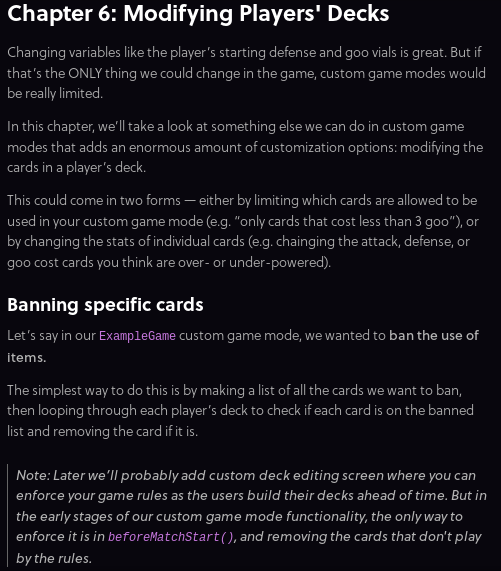 Chapter 6: Modifying Players' Decks
Changing variables like the player's starting defense and goo vials is great. But if
that's the ONLY thing we could change in the game, custom game modes would
be really limited.
In this chapter, we'll take a look at something else we can do in custom game
modes that adds an enormous amount of customization options: modifying the
cards in a player's deck.
This could come in two forms — either by limiting which cards are allowed to be
used in your custom game mode (e.g. “only cards that cost less than 3 goo”), or
by changing the stats of individual cards (e.g. chainging the attack, defense, or
goo cost cards you think are over- or under-powered).
Banning specific cards
Let's say in our ExampleGame custom game mode, we wanted to ban the use of
items.
The simplest way to do this is by making a list of all the cards we want to ban,
then looping through each player's deck to check if each card is on the banned
list and removing the card if it is.
Note: Later we'll probably add custom deck editing screen where you can
enforce your game rules as the users build their decks ahead of time. But in
the early stages of our custom game mode functionality, the only way to
enforce it is in beforeMatchStart(), and removing the cards that don't play
by the rules.